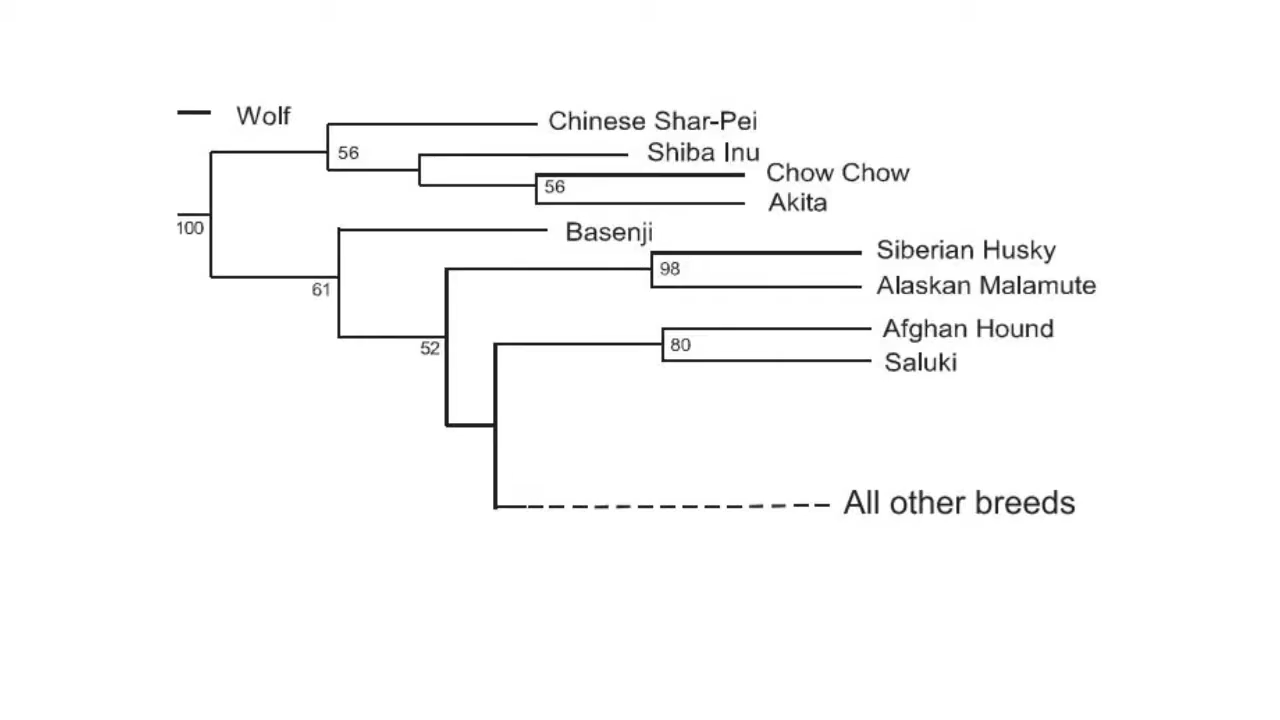 Wolf
Chinese Shar-Pei
56
Shiba Inu
Chow Chow
56
Akita
100
Basenji
Siberian Husky
98
Alaskan Malamute
61
Afghan Hound
80
52
Saluki
All other breeds